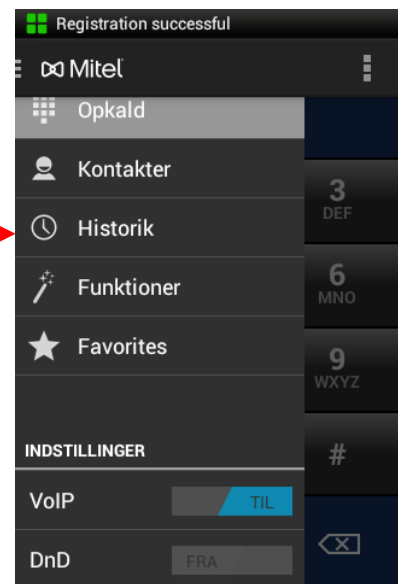 Registration successful
Mitel
Opkald
Kontakter
3
DEF
Historik
Funktioner
6
MNO
Favorites
9
WXYZ
INDSTILLINGER
#
VoIP TIL
DnD FRA